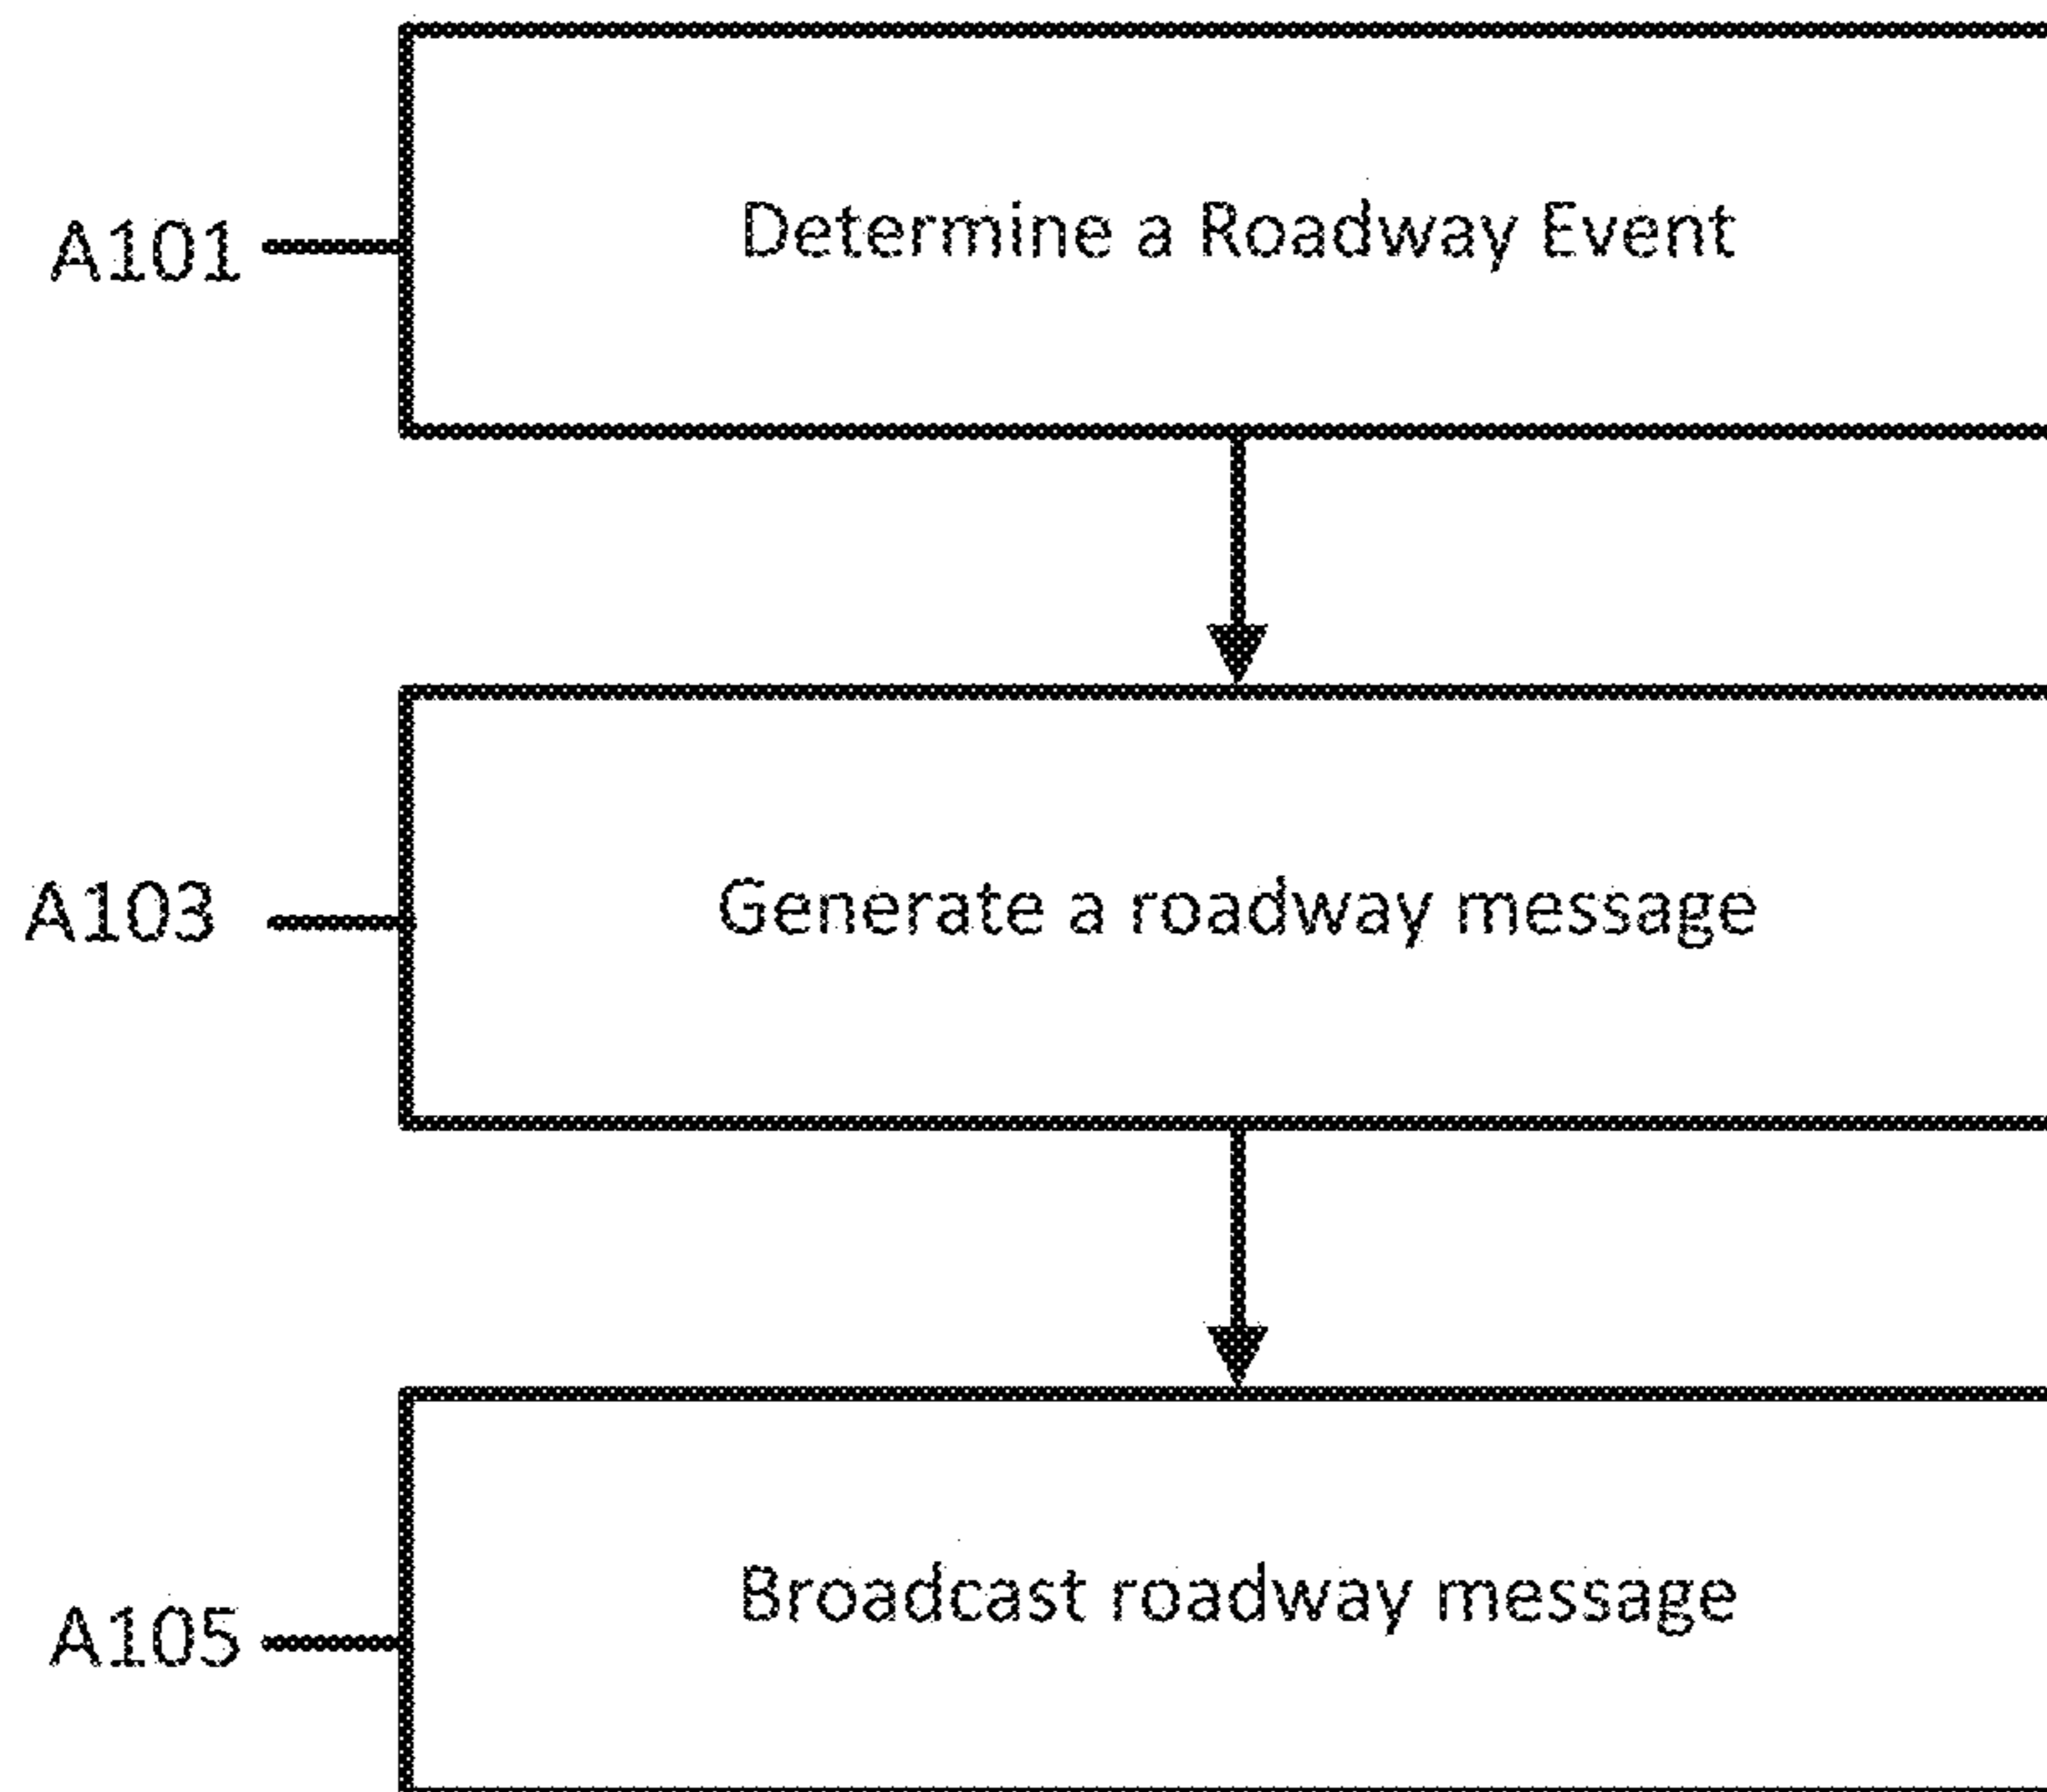 A101
Determine a Roadway Event
A103
Generate a roadway message
A105
Broadcast roadway message